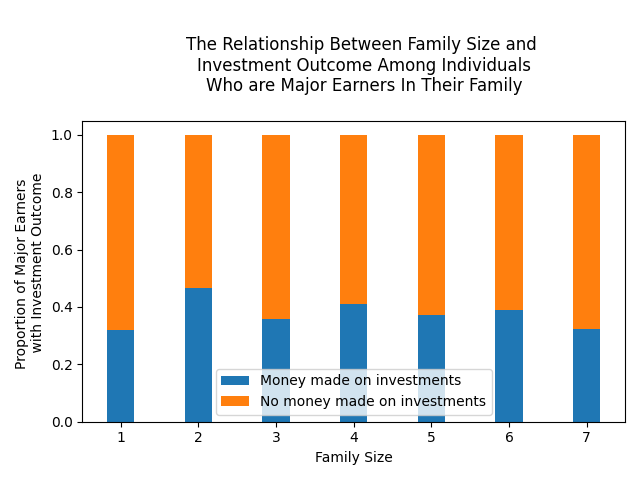 The Relationship Between Family Size and
Investment Outcome Among Individuals
Who are Major Earners In Their Family
Proportion of Major Earners
with Investment Outcome
1.0
0.8
0.6
0.4
0.2
0.0
Money made on investments
No money made on investments
1 2 3 4 5 6 7
Family Size